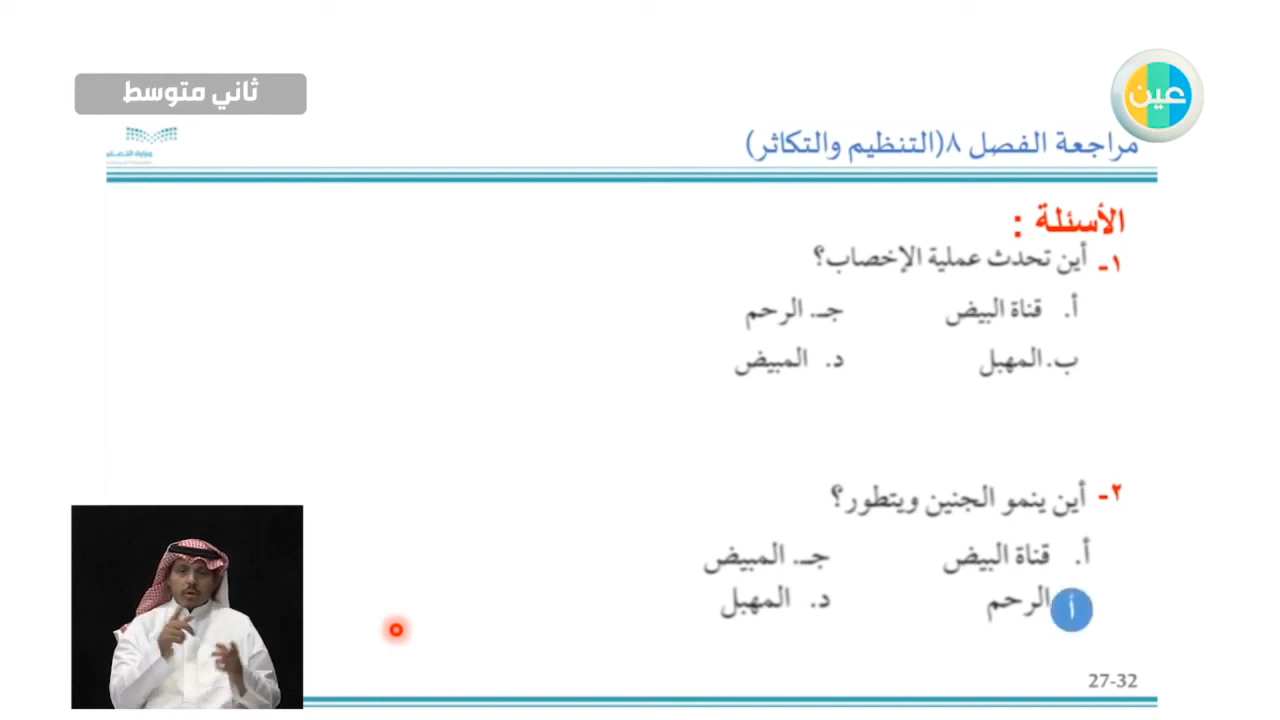 ثاني متوسط
عين
مراجعة الفصل ٨(التنظيم والتكاثر)
الأسئلة :
١- أين تحدث عملية الإخصاب؟
أ. قناة البيض جـ. الرحم
ب. المهبل د. المبيض
٢- أين ينمو الجنين ويتطور؟
أ. قناة البيض جـ. المبيض
أ الرحم د. المهبل
27-32